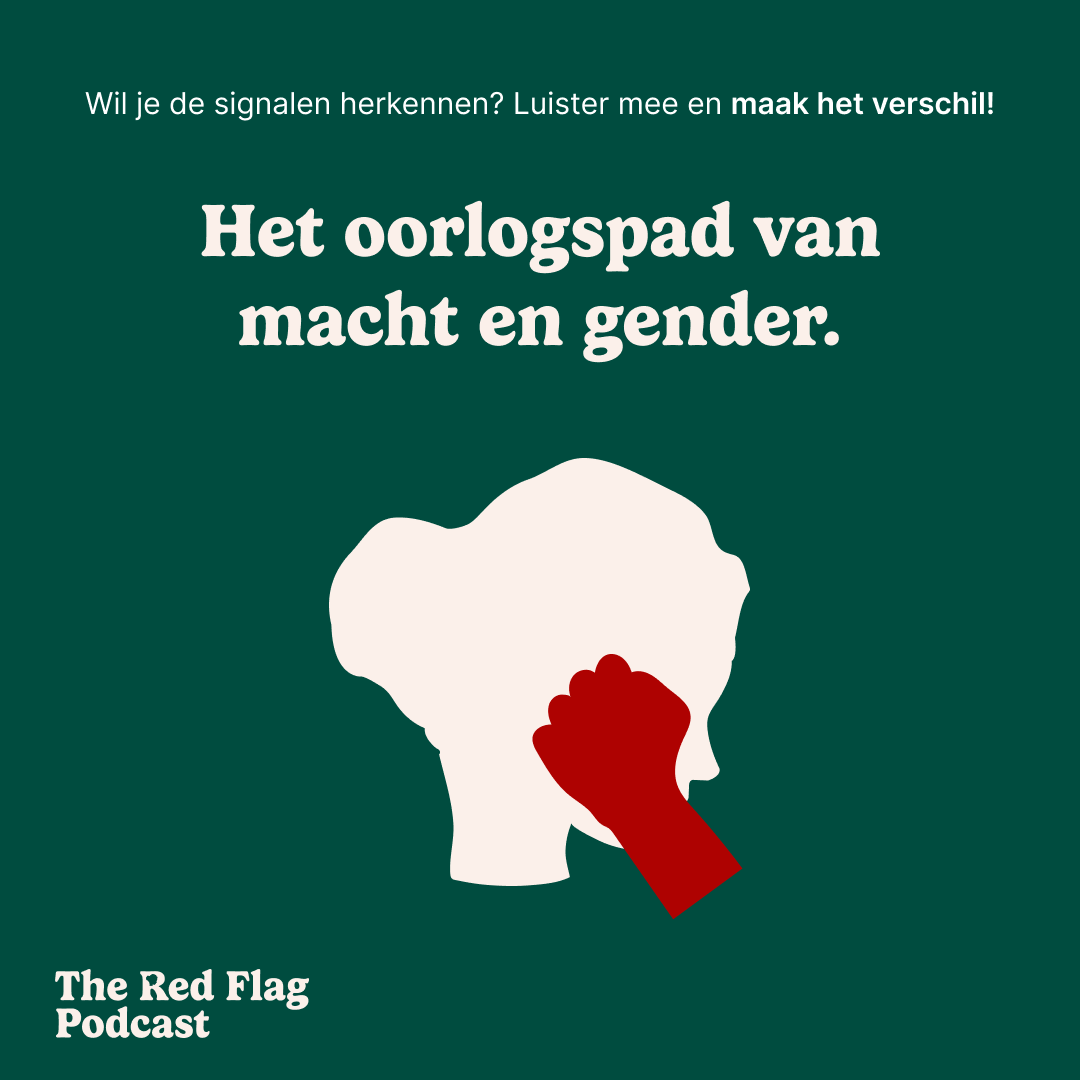 Wil je de signalen herkennen? Luister mee en maak het verschil!
Het oorlogspad van
macht en gender.
The Red Flag
Podcast